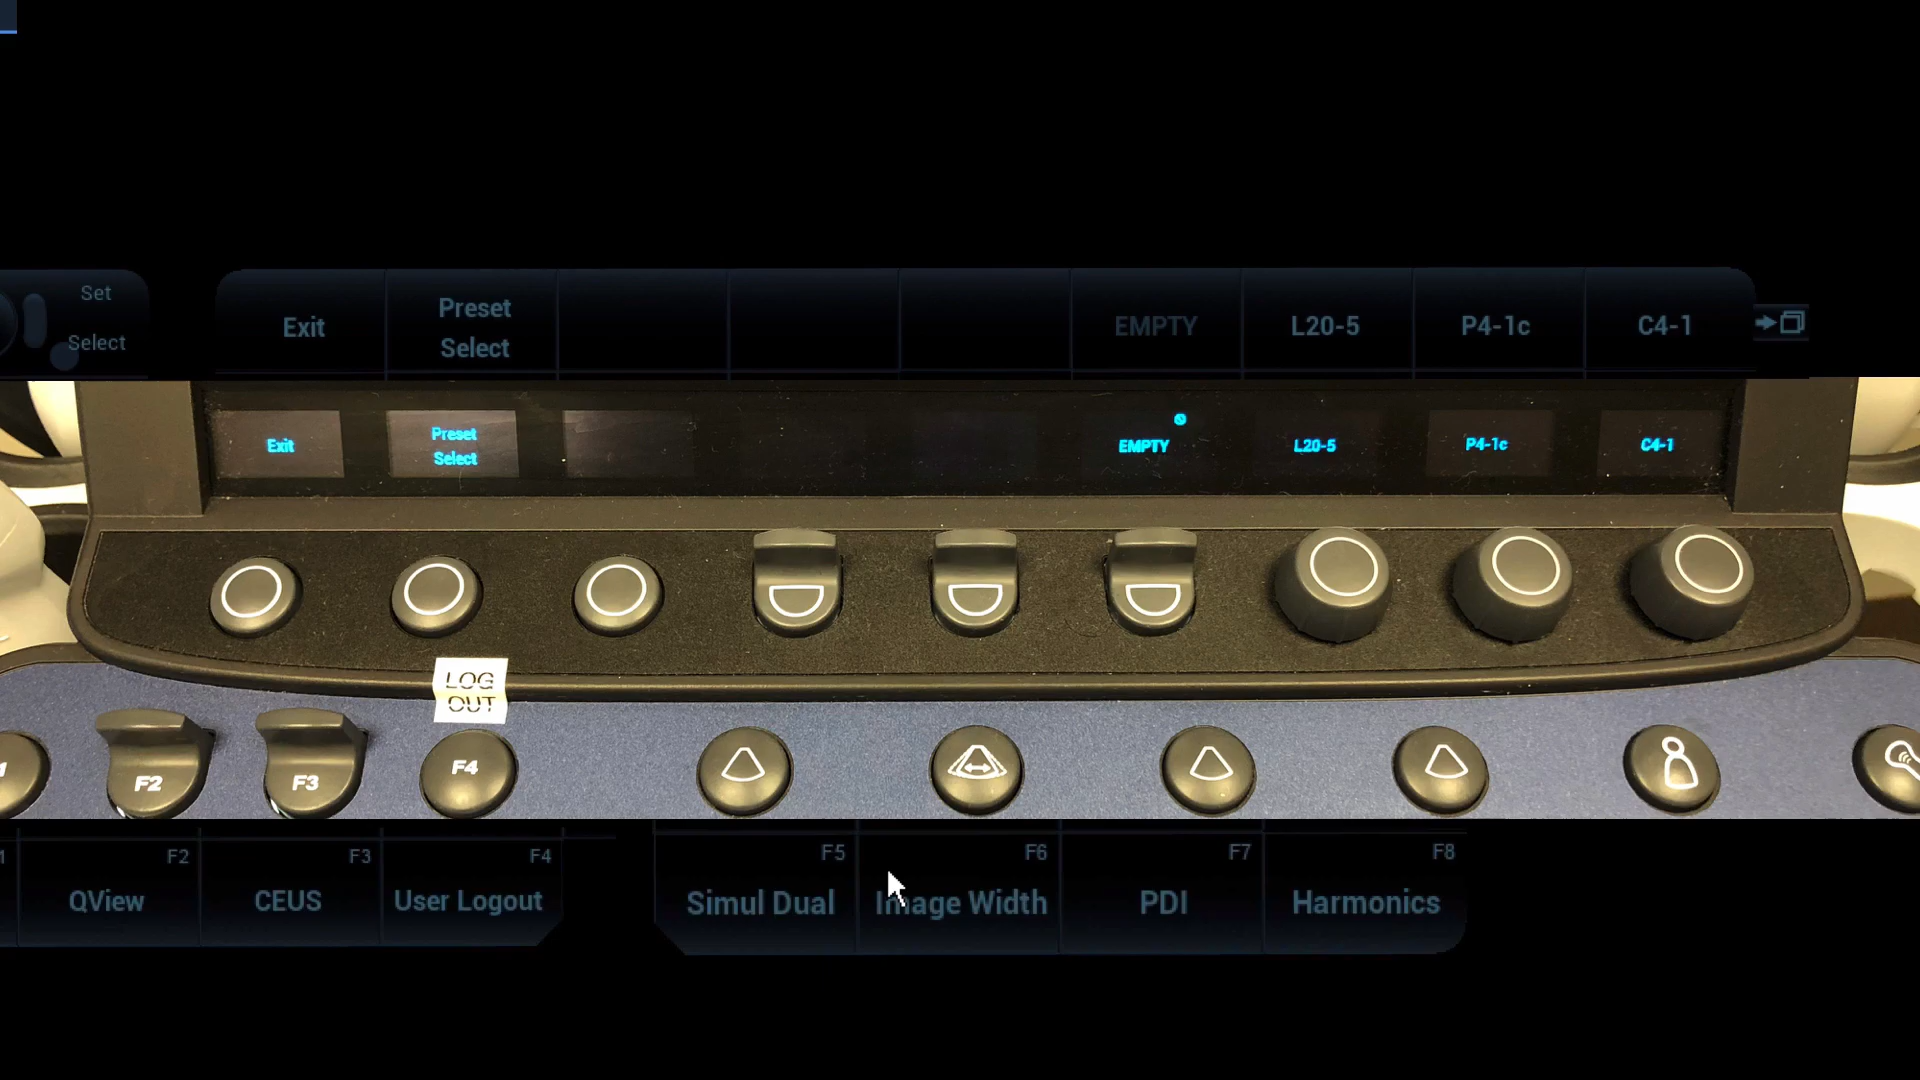 Set
Select
Exit
Preset
Select
EMPTY
L20-5
P4-1c
C4-1
Exit
Preset
Select
EMPTY
L20-5
P4-1c
C4-1
LOG
OUT
1
F2
F3
F4
1
F2
F3
F4
F5
F6
F7
F8
QView
CEUS
User Logout
Simul Dual
Image Width
PDI
Harmonics